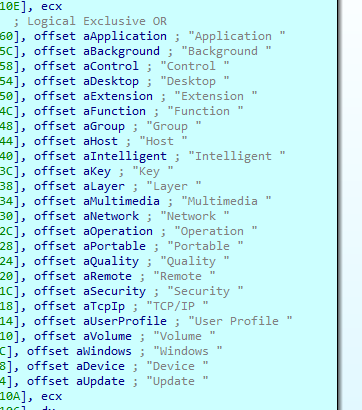 10E], ecx
; Logical Exclusive OR
60], offset aApplication ; "Application "
5C], offset aBackground ; "Background "
58], offset aControl ; "Control "
54], offset aDesktop ; "Desktop "
50], offset aExtension ; "Extension "
4C], offset aFunction ; "Function "
48], offset aGroup ; "Group "
44], offset aHost ; "Host "
40], offset aIntelligent ; "Intelligent "
3C], offset aKey ; "Key "
38], offset aLayer ; "Layer "
34], offset aMultimedia ; "Multimedia "
30], offset aNetwork ; "Network "
2C], offset aOperation ; "Operation "
28], offset aPortable ; "Portable "
24], offset aQuality ; "Quality "
20], offset aRemote ; "Remote "
1C], offset aSecurity ; "Security "
18], offset aTcpIp ; "TCP/IP "
14], offset aUserProfile ; "User Profile "
10], offset aVolume ; "Volume "
C], offset aWindows ; "Windows "
8], offset aDevice ; "Device "
4], offset aUpdate ; "Update "
10A], ecx